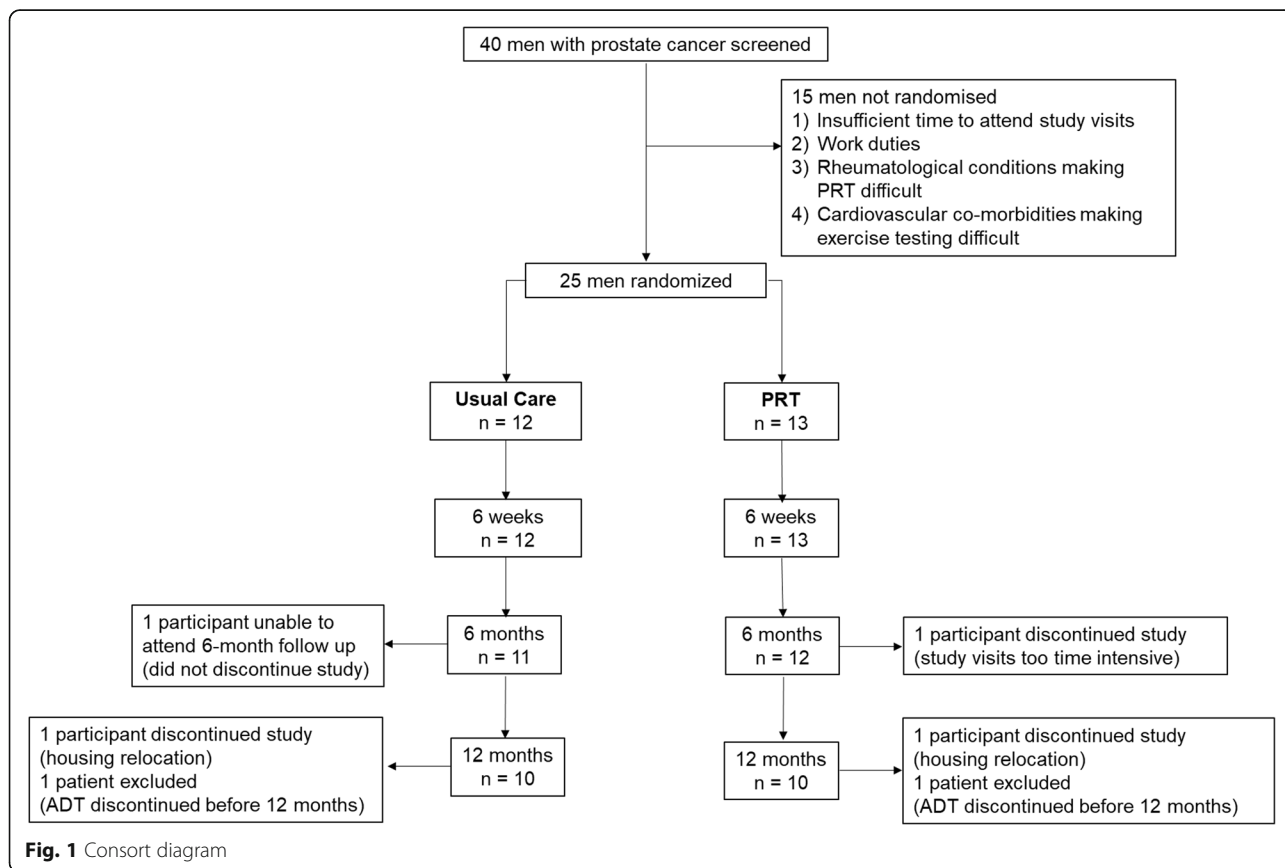 40 men with prostate cancer screened
15 men not randomised
1) Insufficient time to attend study visits
2) Work duties
3) Rheumatological conditions making
PRT difficult
4) Cardiovascular co-morbidities making
exercise testing difficult
25 men randomized
Usual Care
n = 12
PRT
n = 13
6 weeks
n = 12
6 weeks
n = 13
1 participant unable to
attend 6-month follow up
(did not discontinue study)
6 months
n = 11
6 months
n = 12
1 participant discontinued study
(study visits too time intensive)
1 participant discontinued study
(housing relocation)
1 patient excluded
(ADT discontinued before 12 months)
12 months
n = 10
12 months
n = 10
1 participant discontinued study
(housing relocation)
1 patient excluded
(ADT discontinued before 12 months)
Fig. 1 Consort diagram